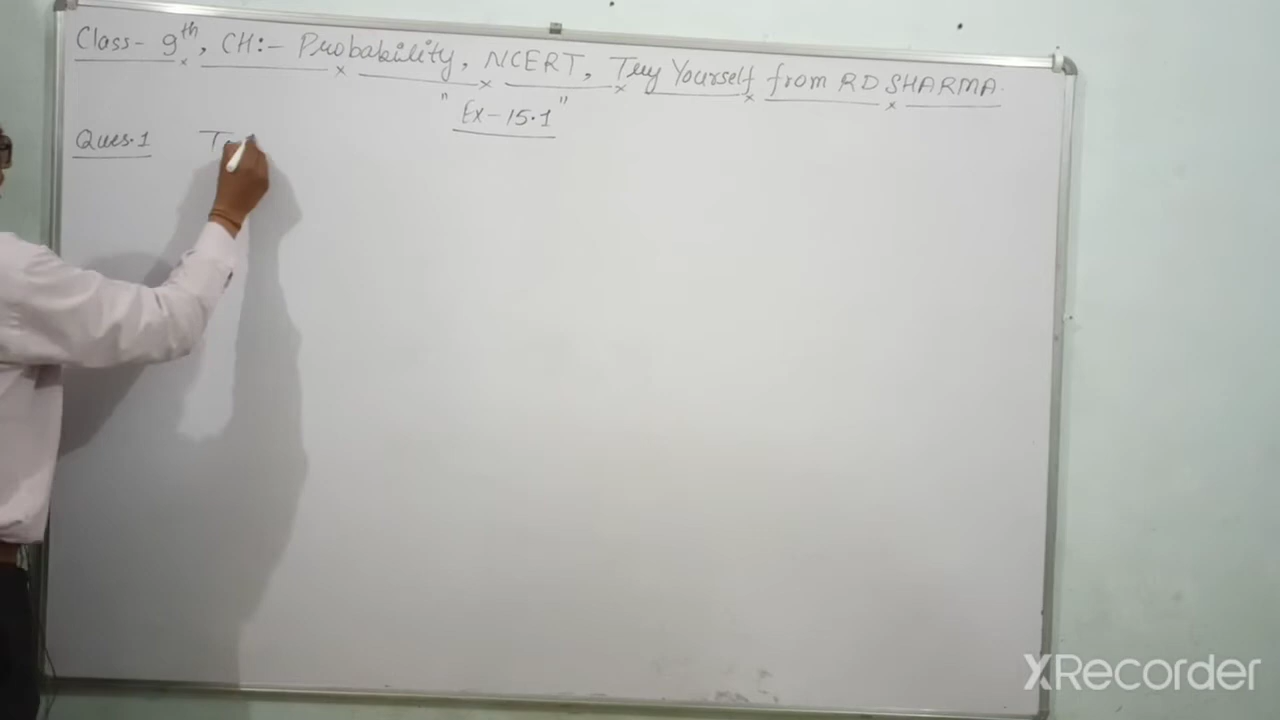 Class- 9th, CH:- Probability, NCERT, Try Yourself from RD SHARMA.
"Ex-15.1"
Ques.1
XRecorder